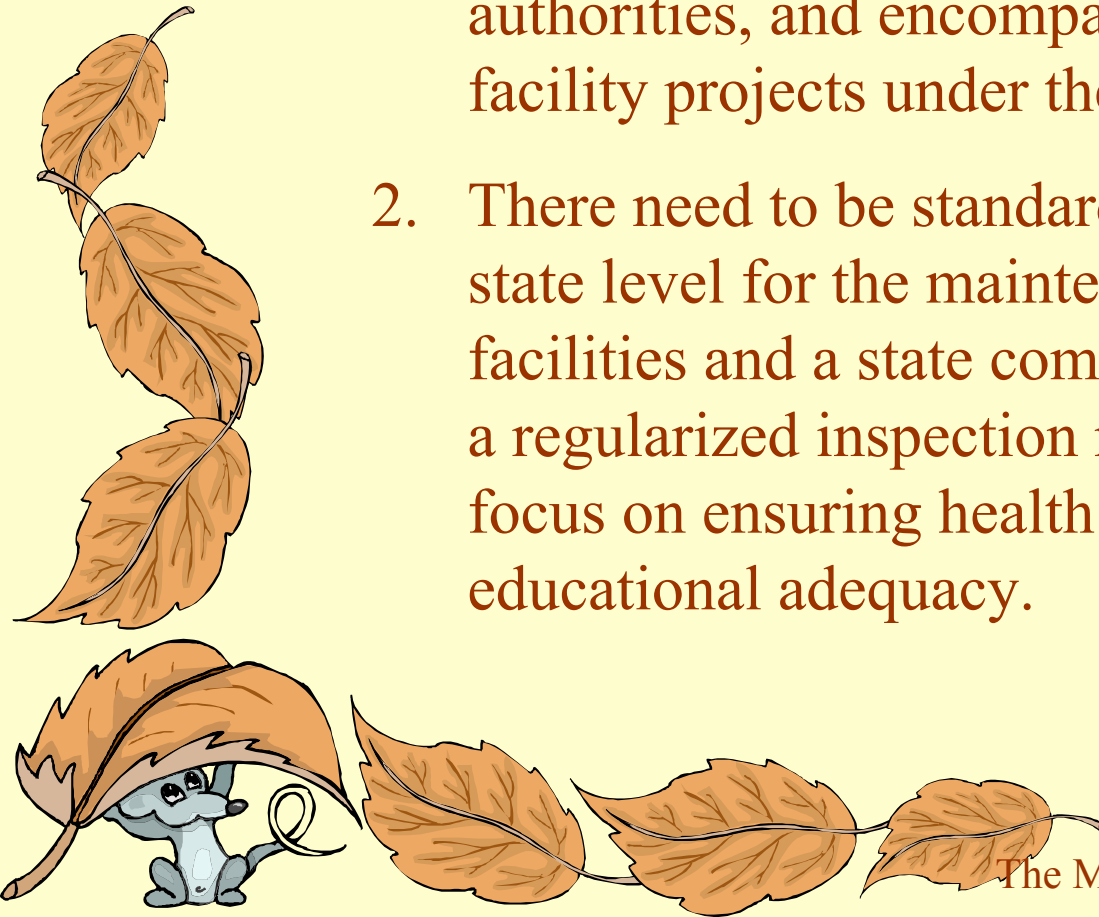 authorities, and encompa
facility projects under the
2. There need to be standar
state level for the mainte
facilities and a state com
a regularized inspection
focus on ensuring health
educational adequacy.
The M